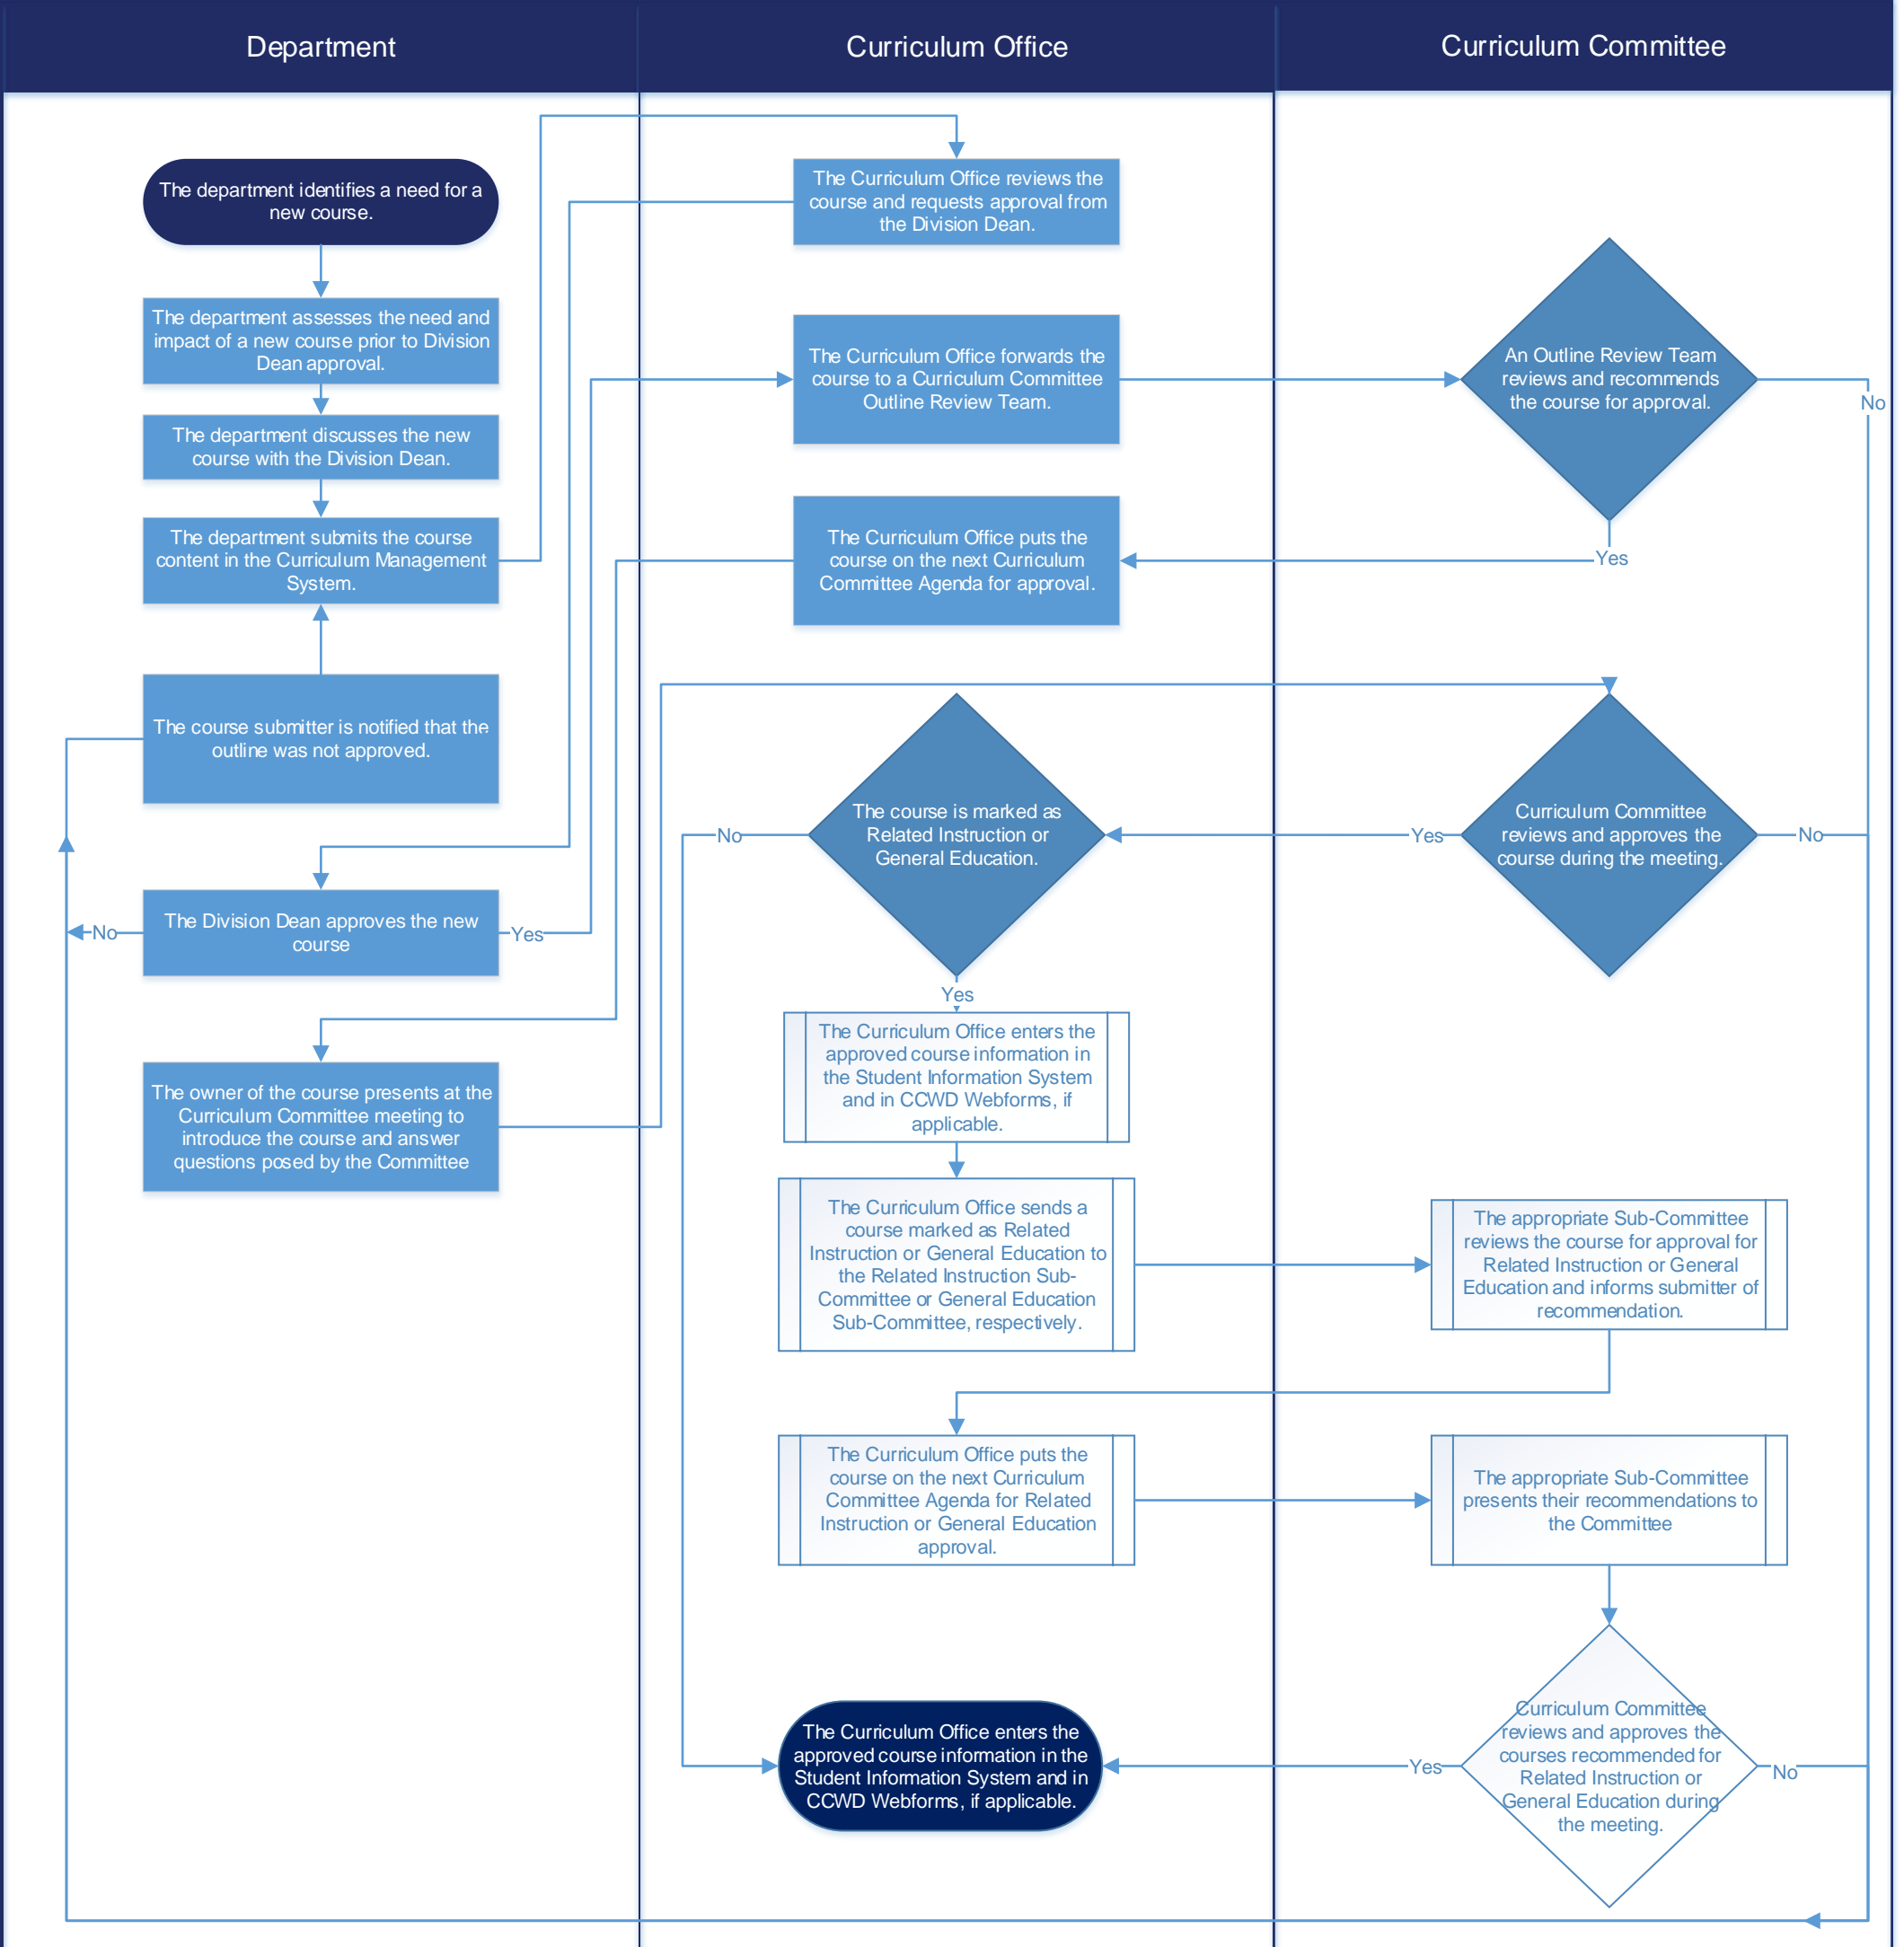 Department
Curriculum Office
Curriculum Committee
The department identifies a need for a
new course.
The department assesses the need and
impact of a new course prior to Division
Dean approval.
The department discusses the new
course with the Division Dean.
The department submits the course
content in the Curriculum Management
System.
The course submitter is notified that the
outline was not approved.
The Division Dean approves the new
course
No
Yes
The owner of the course presents at the
Curriculum Committee meeting to
introduce the course and answer
questions posed by the Committee
The Curriculum Office reviews the
course and requests approval from
the Division Dean.
The Curriculum Office forwards the
course to a Curriculum Committee
Outline Review Team.
The Curriculum Office puts the
course on the next Curriculum
Committee Agenda for approval.
The course is marked as
Related Instruction or
General Education.
No
Yes
The Curriculum Office enters the
approved course information in
the Student Information System
and in CCWD Webforms, if
applicable.
The Curriculum Office sends a
course marked as Related
Instruction or General Education to
the Related Instruction Sub-
Committee or General Education
Sub-Committee, respectively.
The Curriculum Office puts the
course on the next Curriculum
Committee Agenda for Related
Instruction or General Education
approval.
The Curriculum Office enters the
approved course information in the
Student Information System and in
CCWD Webforms, if applicable.
An Outline Review Team
reviews and recommends
the course for approval.
No
Yes
Curriculum Committee
reviews and approves the
course during the meeting.
Yes
No
The appropriate Sub-Committee
reviews the course for approval for
Related Instruction or General
Education and informs submitter of
recommendation.
The appropriate Sub-Committee
presents their recommendations to
the Committee
Curriculum Committee
reviews and approves the
courses recommended for
Related Instruction or
General Education during
the meeting.
Yes
No